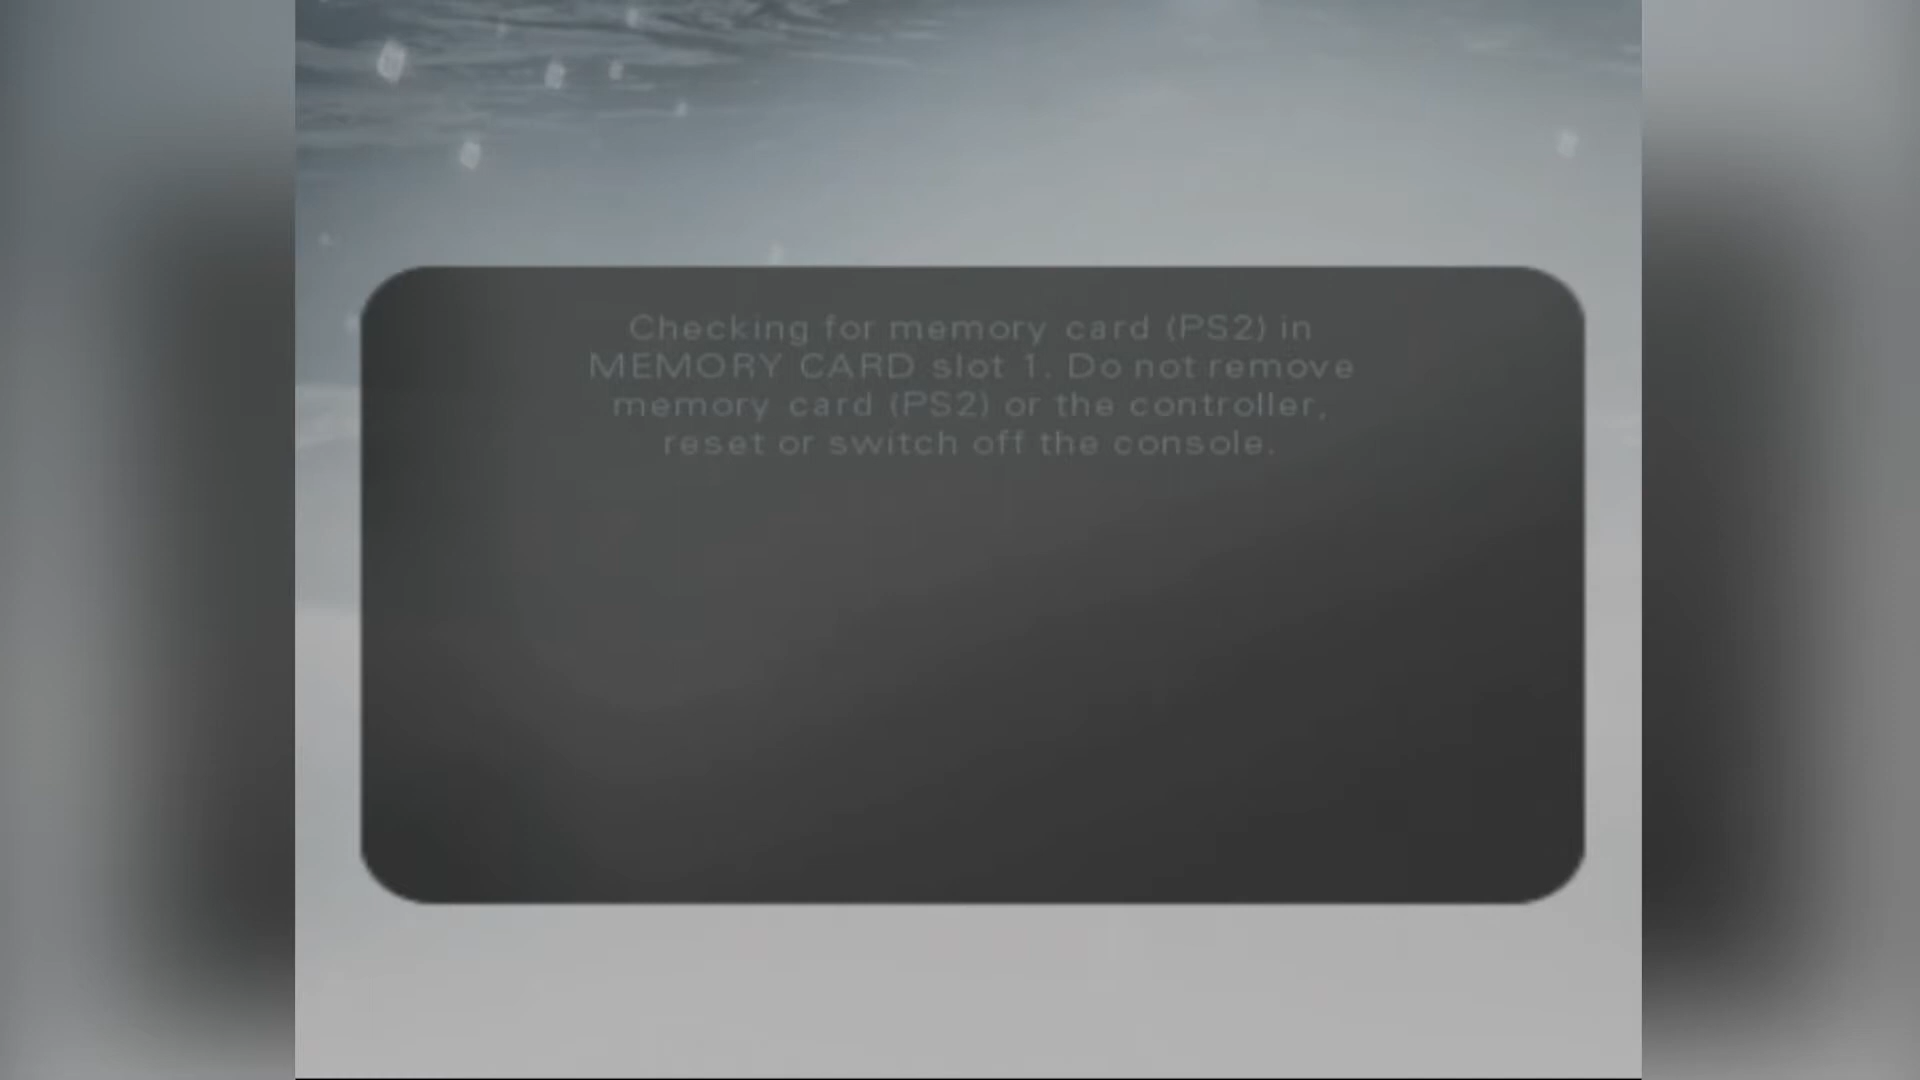 Checking for memory card (PS2) in
MEMORY CARD slot 1. Do not remove
memory card (PS2) or the controller,
reset or switch off the console.